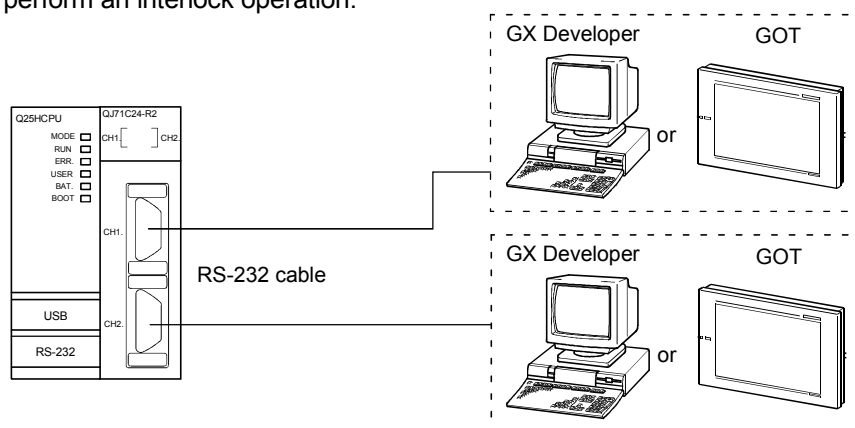 perform an interlock operation.
GX Developer
GOT
or
Q25HCPU
MODE
RUN
ERR.
USER
BAT.
BOOT
USB
RS-232
QJ71C24-R2
CH1.
CH2.
CH1.
CH2.
RS-232 cable
GX Developer
GOT
or